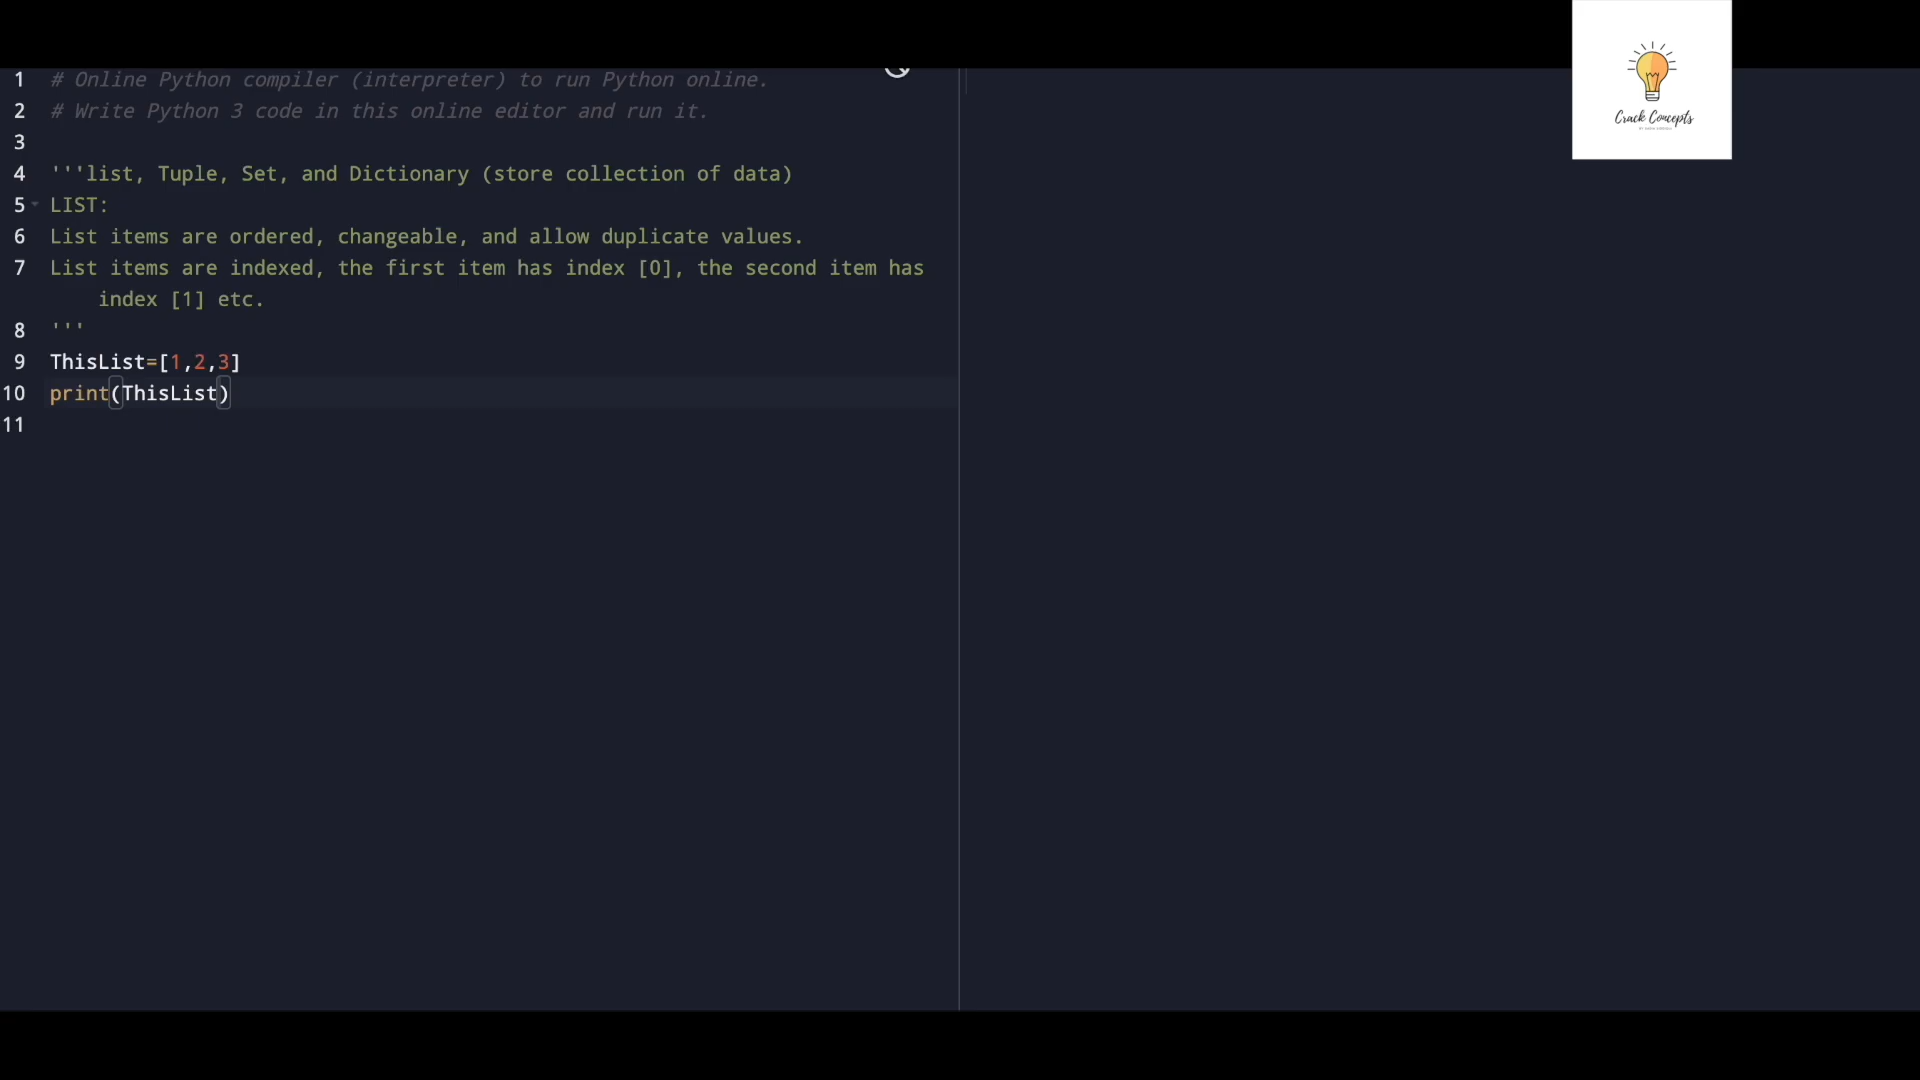 1 # Online Python compiler (interpreter) to run Python online.
2 # Write Python 3 code in this online editor and run it.
3
4 '''list, Tuple, Set, and Dictionary (store collection of data)
5 LIST:
6 List items are ordered, changeable, and allow duplicate values.
7 List items are indexed, the first item has index [0], the second item has
index [1] etc.
8 '''
9 ThisList=[1,2,3]
10 print(ThisList)
11
Crack Concepts